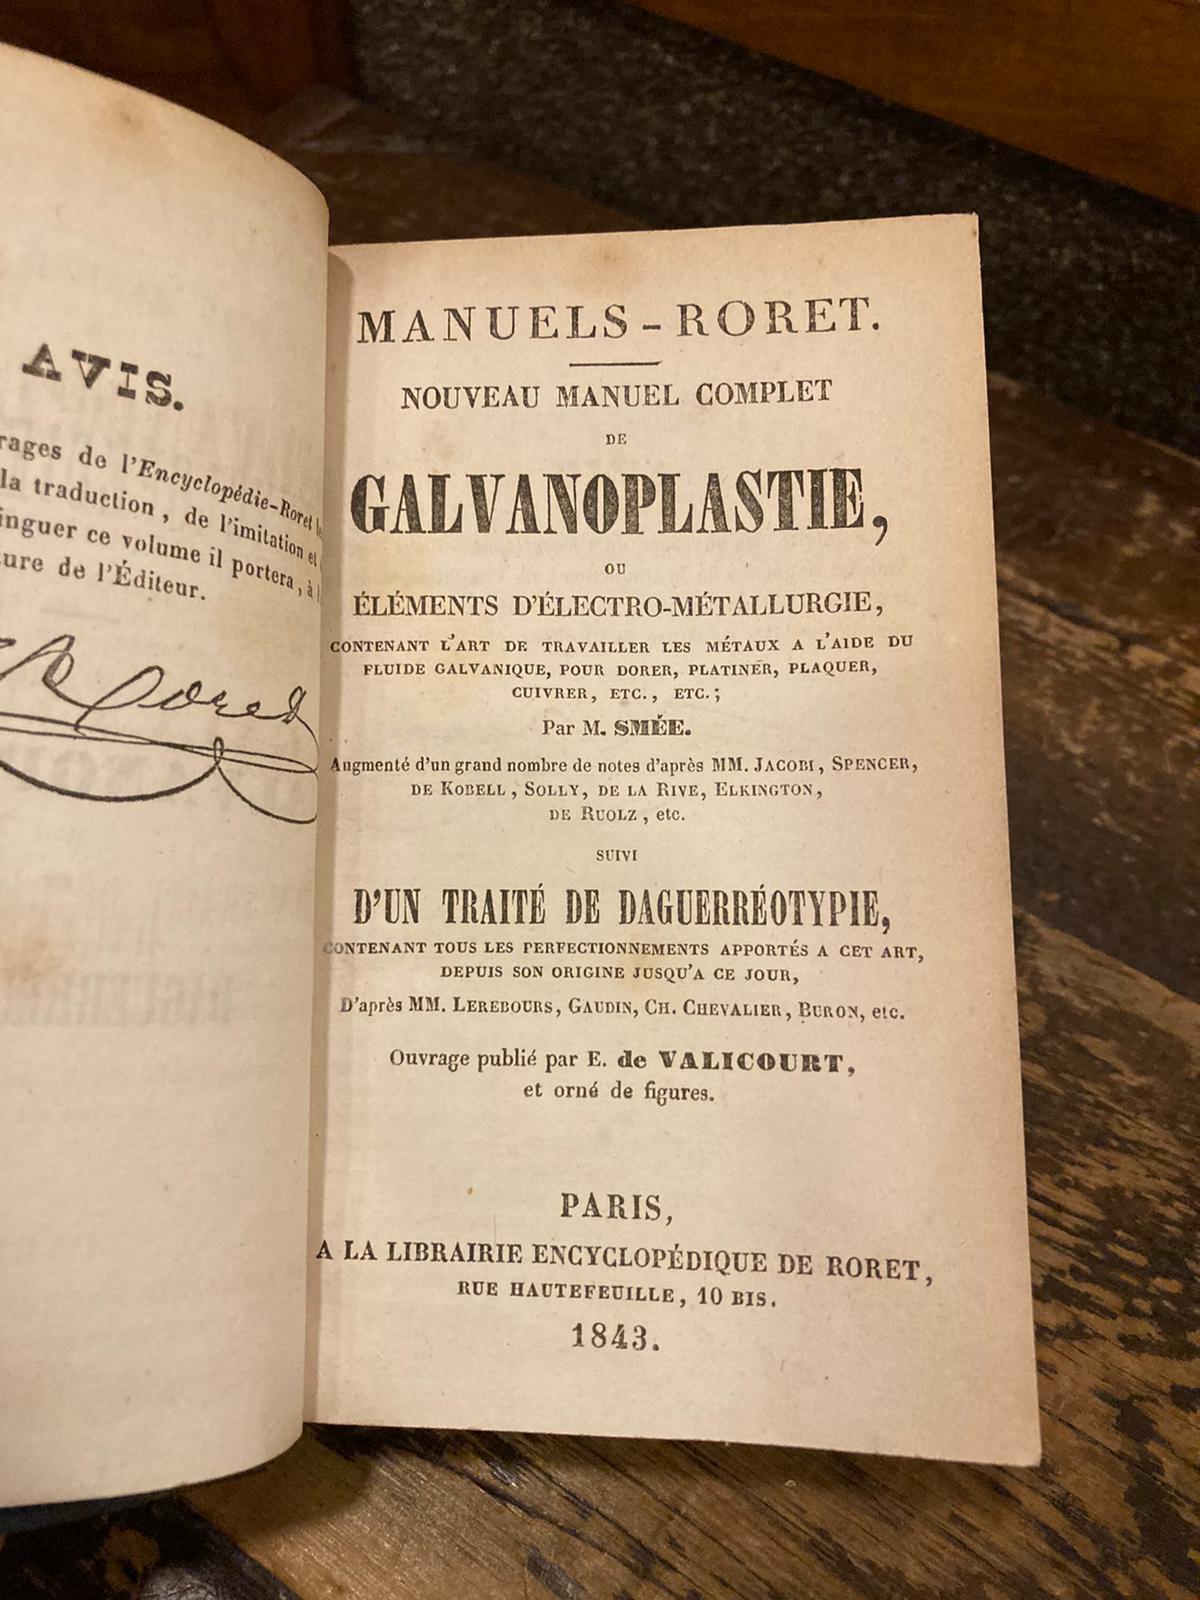 AVIS.
rages de l'Encyclopédie-Roret
la traduction, de l'imitation et
inguer ce volume il portera, à
ture de l'Éditeur.
Roret
MANUELS-RORET.
NOUVEAU MANUEL COMPLET
DE
GALVANOPLASTIE,
OU
ÉLÉMENTS D'ÉLECTRO-MÉTALLURGIE,
CONTENANT L'ART DE TRAVAILLER LES MÉTAUX A L'AIDE DU
FLUIDE GALVANIQUE, POUR DORER, PLATINER, PLAQUER,
CUIVRER, ETC., ETC.;
Par M. SMÉE.
Augmenté d'un grand nombre de notes d'après MM. JACOBI, SPENCER,
DE KOBELL, SOLLY, DE LA RIVE, ELKINGTON,
DE RUOLZ, etc.
SUIVI
D'UN TRAITÉ DE DAGUERRÉOTYPIE,
CONTENANT TOUS LES PERFECTIONNEMENTS APPORTÉS A CET ART,
DEPUIS SON ORIGINE JUSQU'A CE JOUR,
D'après MM. LEREBOURS, GAUDIN, CH. CHEVALIER, BURON, etc.
Ouvrage publié par E. de VALICOURT,
et orné de figures.
PARIS,
A LA LIBRAIRIE ENCYCLOPÉDIQUE DE RORET,
RUE HAUTEFEUILLE, 10 BIS.
1843.